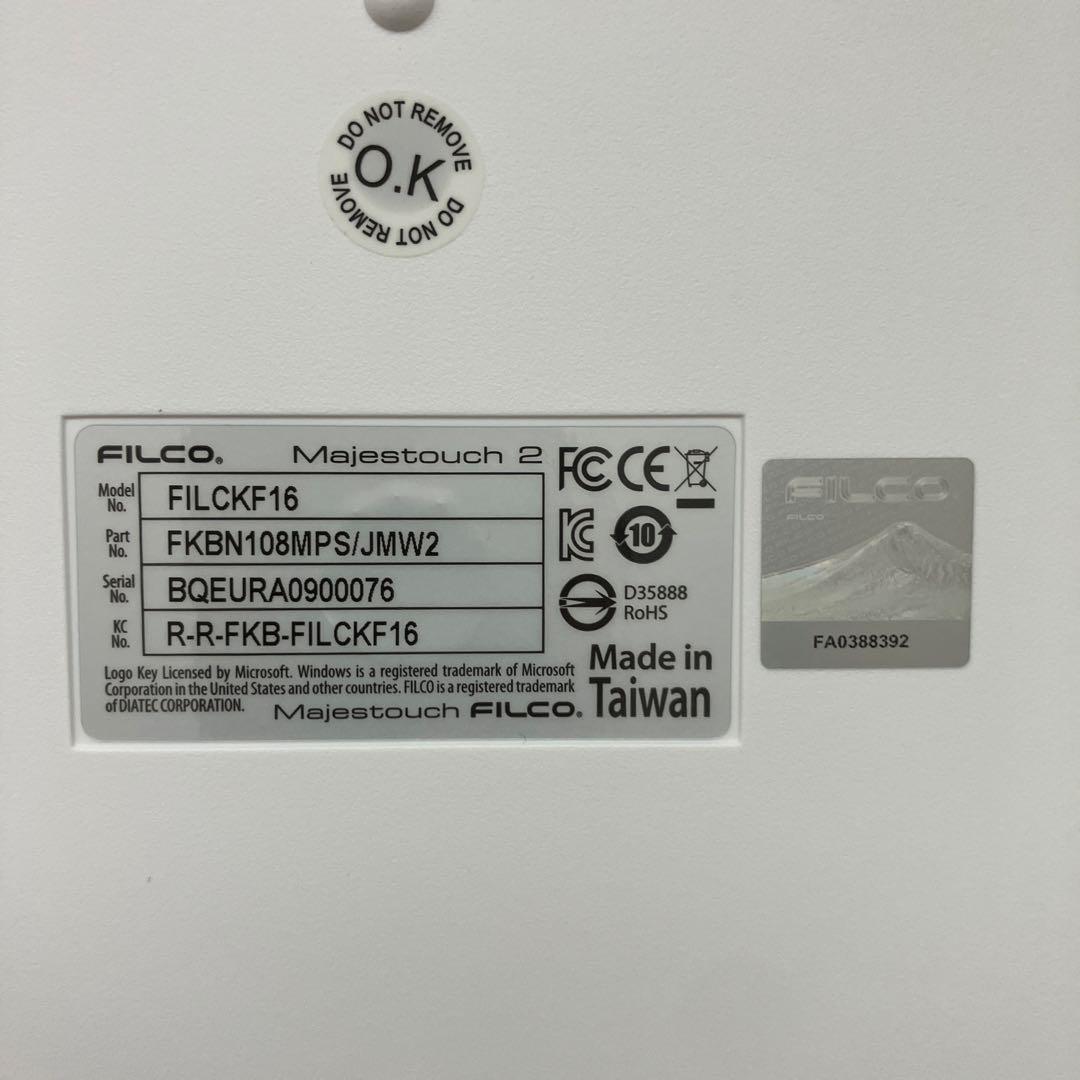 DO NOT REMOVE
O.K
DO NOT REMOVE
FILCO® Majestouch 2
Model No. FILCKF16
Part No. FKBN108MPS/JMW2
Serial No. BQEURA0900076
KC No. R-R-FKB-FILCKF16
FC CE
10
D35888
RoHS
Logo Key Licensed by Microsoft. Windows is a registered trademark of Microsoft
Corporation in the United States and other countries. FILCO is a registered trademark
of DIATEC CORPORATION.
Majestouch FILCO®
Made in
Taiwan
FILCO
FILCO
FA0388392